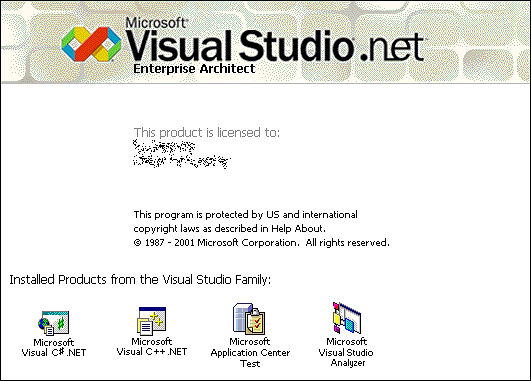 Microsoft
Visual Studio.net
Enterprise Architect
This product is licensed to:
This program is protected by US and international
copyright laws as described in Help About.
© 1987 - 2001 Microsoft Corporation. All rights reserved.
Installed Products from the Visual Studio Family:
Microsoft
Visual C# .NET
Microsoft
Visual C++ .NET
Microsoft
Application Center
Test
Microsoft
Visual Studio
Analyzer